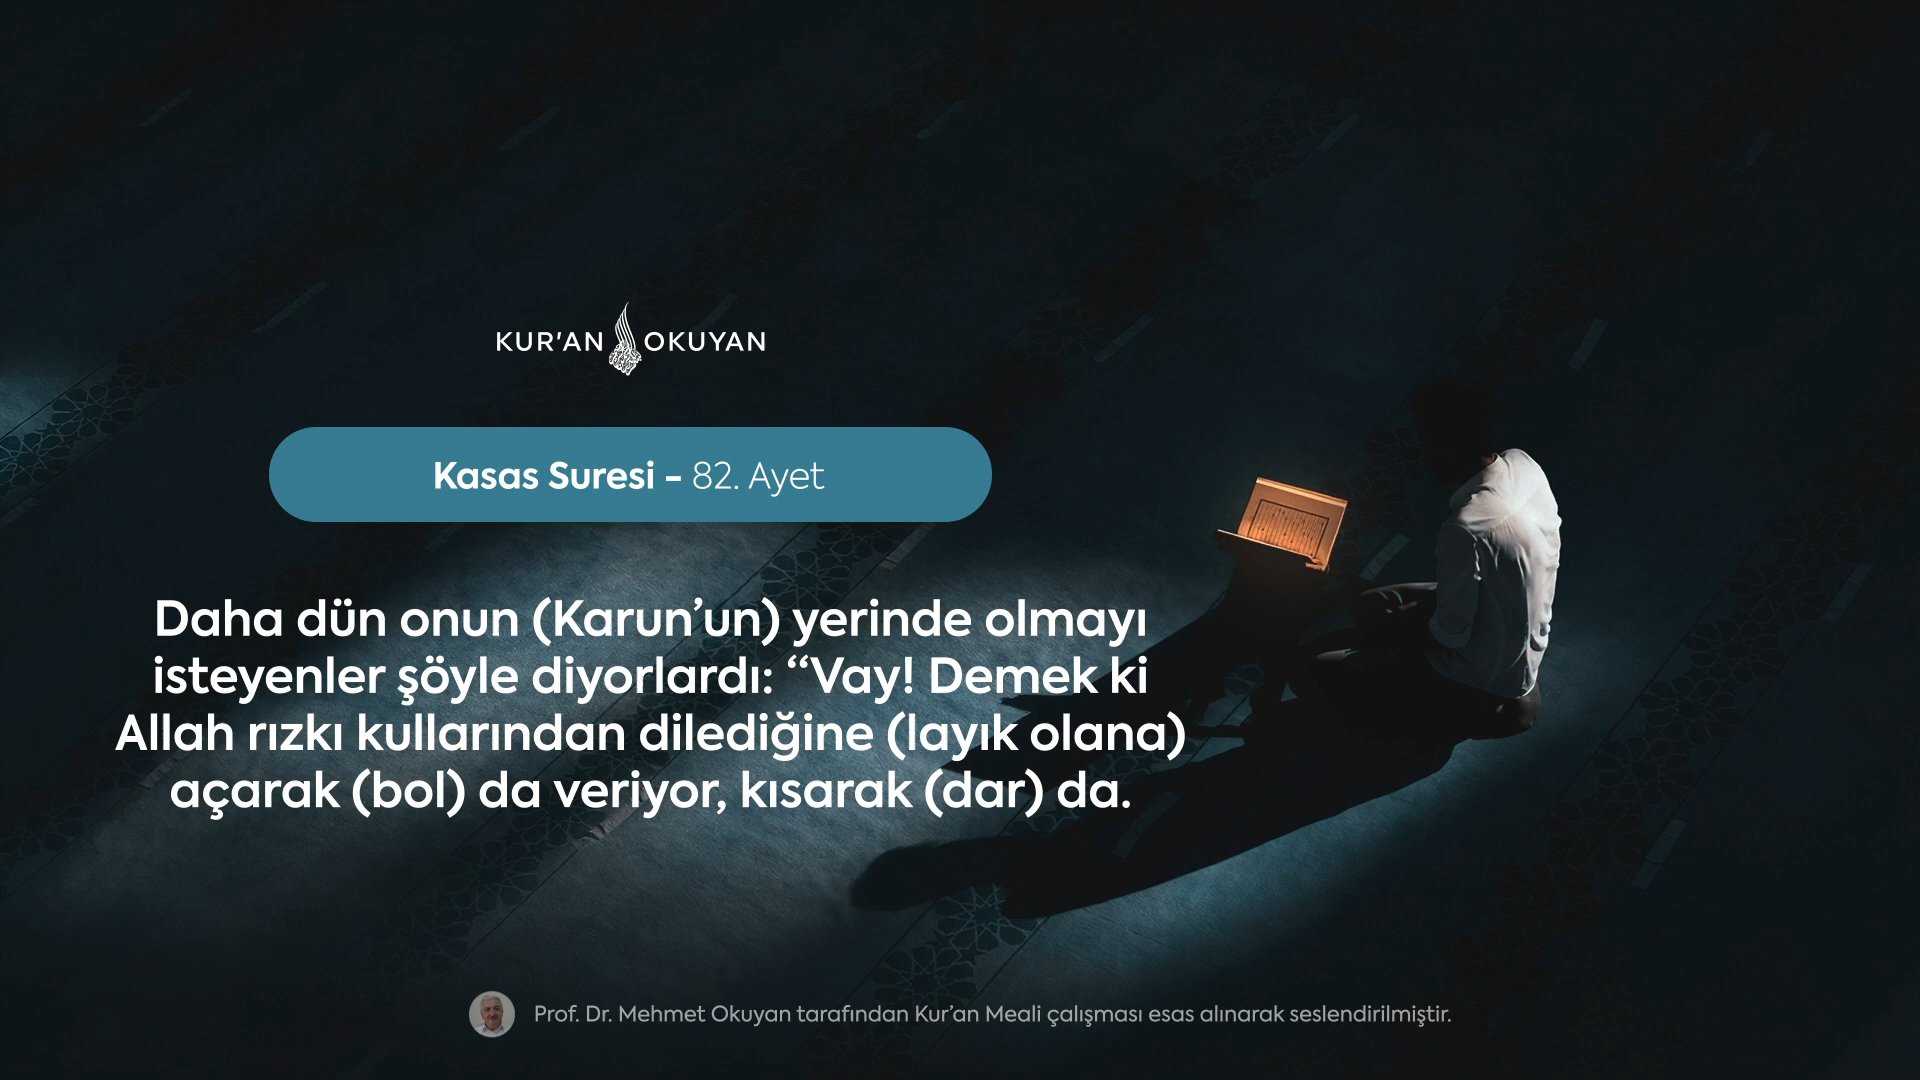 KUR'AN OKUYAN
Kasas Suresi - 82. Ayet
Daha dün onun (Karun’un) yerinde olmayı
isteyenler şöyle diyorlardı: “Vay! Demek ki
Allah rızkı kullarından dilediğine (layık olana)
açarak (bol) da veriyor, kısarak (dar) da.
Prof. Dr. Mehmet Okuyan tarafından Kur’an Meali çalışması esas alınarak seslendirilmiştir.